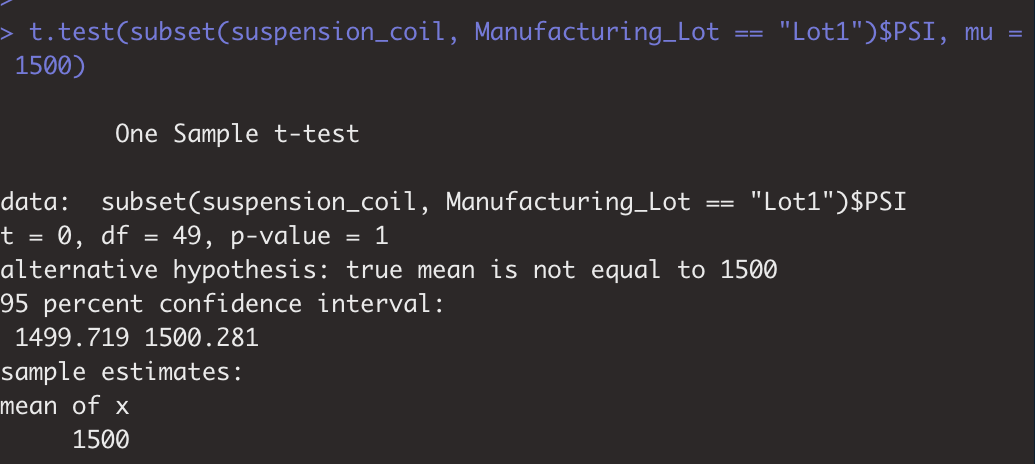 >
> t.test(subset(suspension_coil, Manufacturing_Lot == "Lot1")$PSI, mu =
1500)
One Sample t-test
data:  subset(suspension_coil, Manufacturing_Lot == "Lot1")$PSI
t = 0, df = 49, p-value = 1
alternative hypothesis: true mean is not equal to 1500
95 percent confidence interval:
1499.719 1500.281
sample estimates:
mean of x
1500